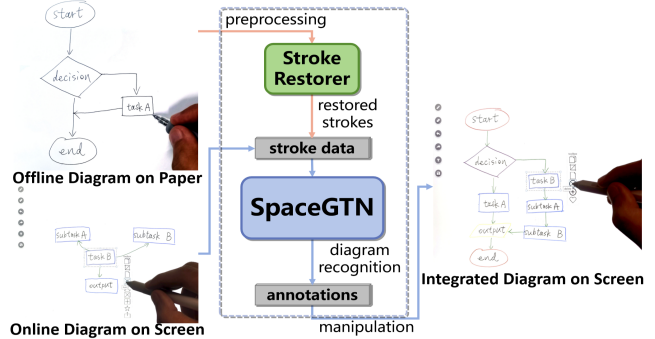 start
decision
task A
end
Offline Diagram on Paper
subtask A
subtask B
task B
output
Online Diagram on Screen
preprocessing
Stroke
Restorer
restored
strokes
stroke data
SpaceGTN
diagram
recognition
annotations
manipulation
start
decision
task B
task A
subtask A
output
subtask B
end
Integrated Diagram on Screen